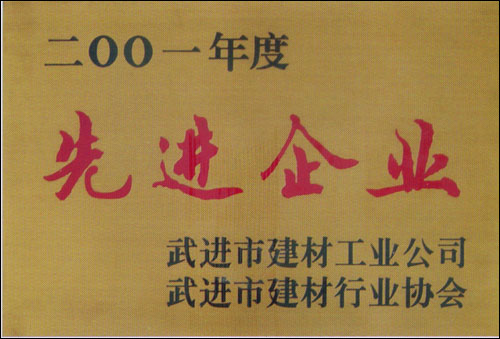 二OO一年度
先进企业
武进市建材工业公司
武进市建材行业协会